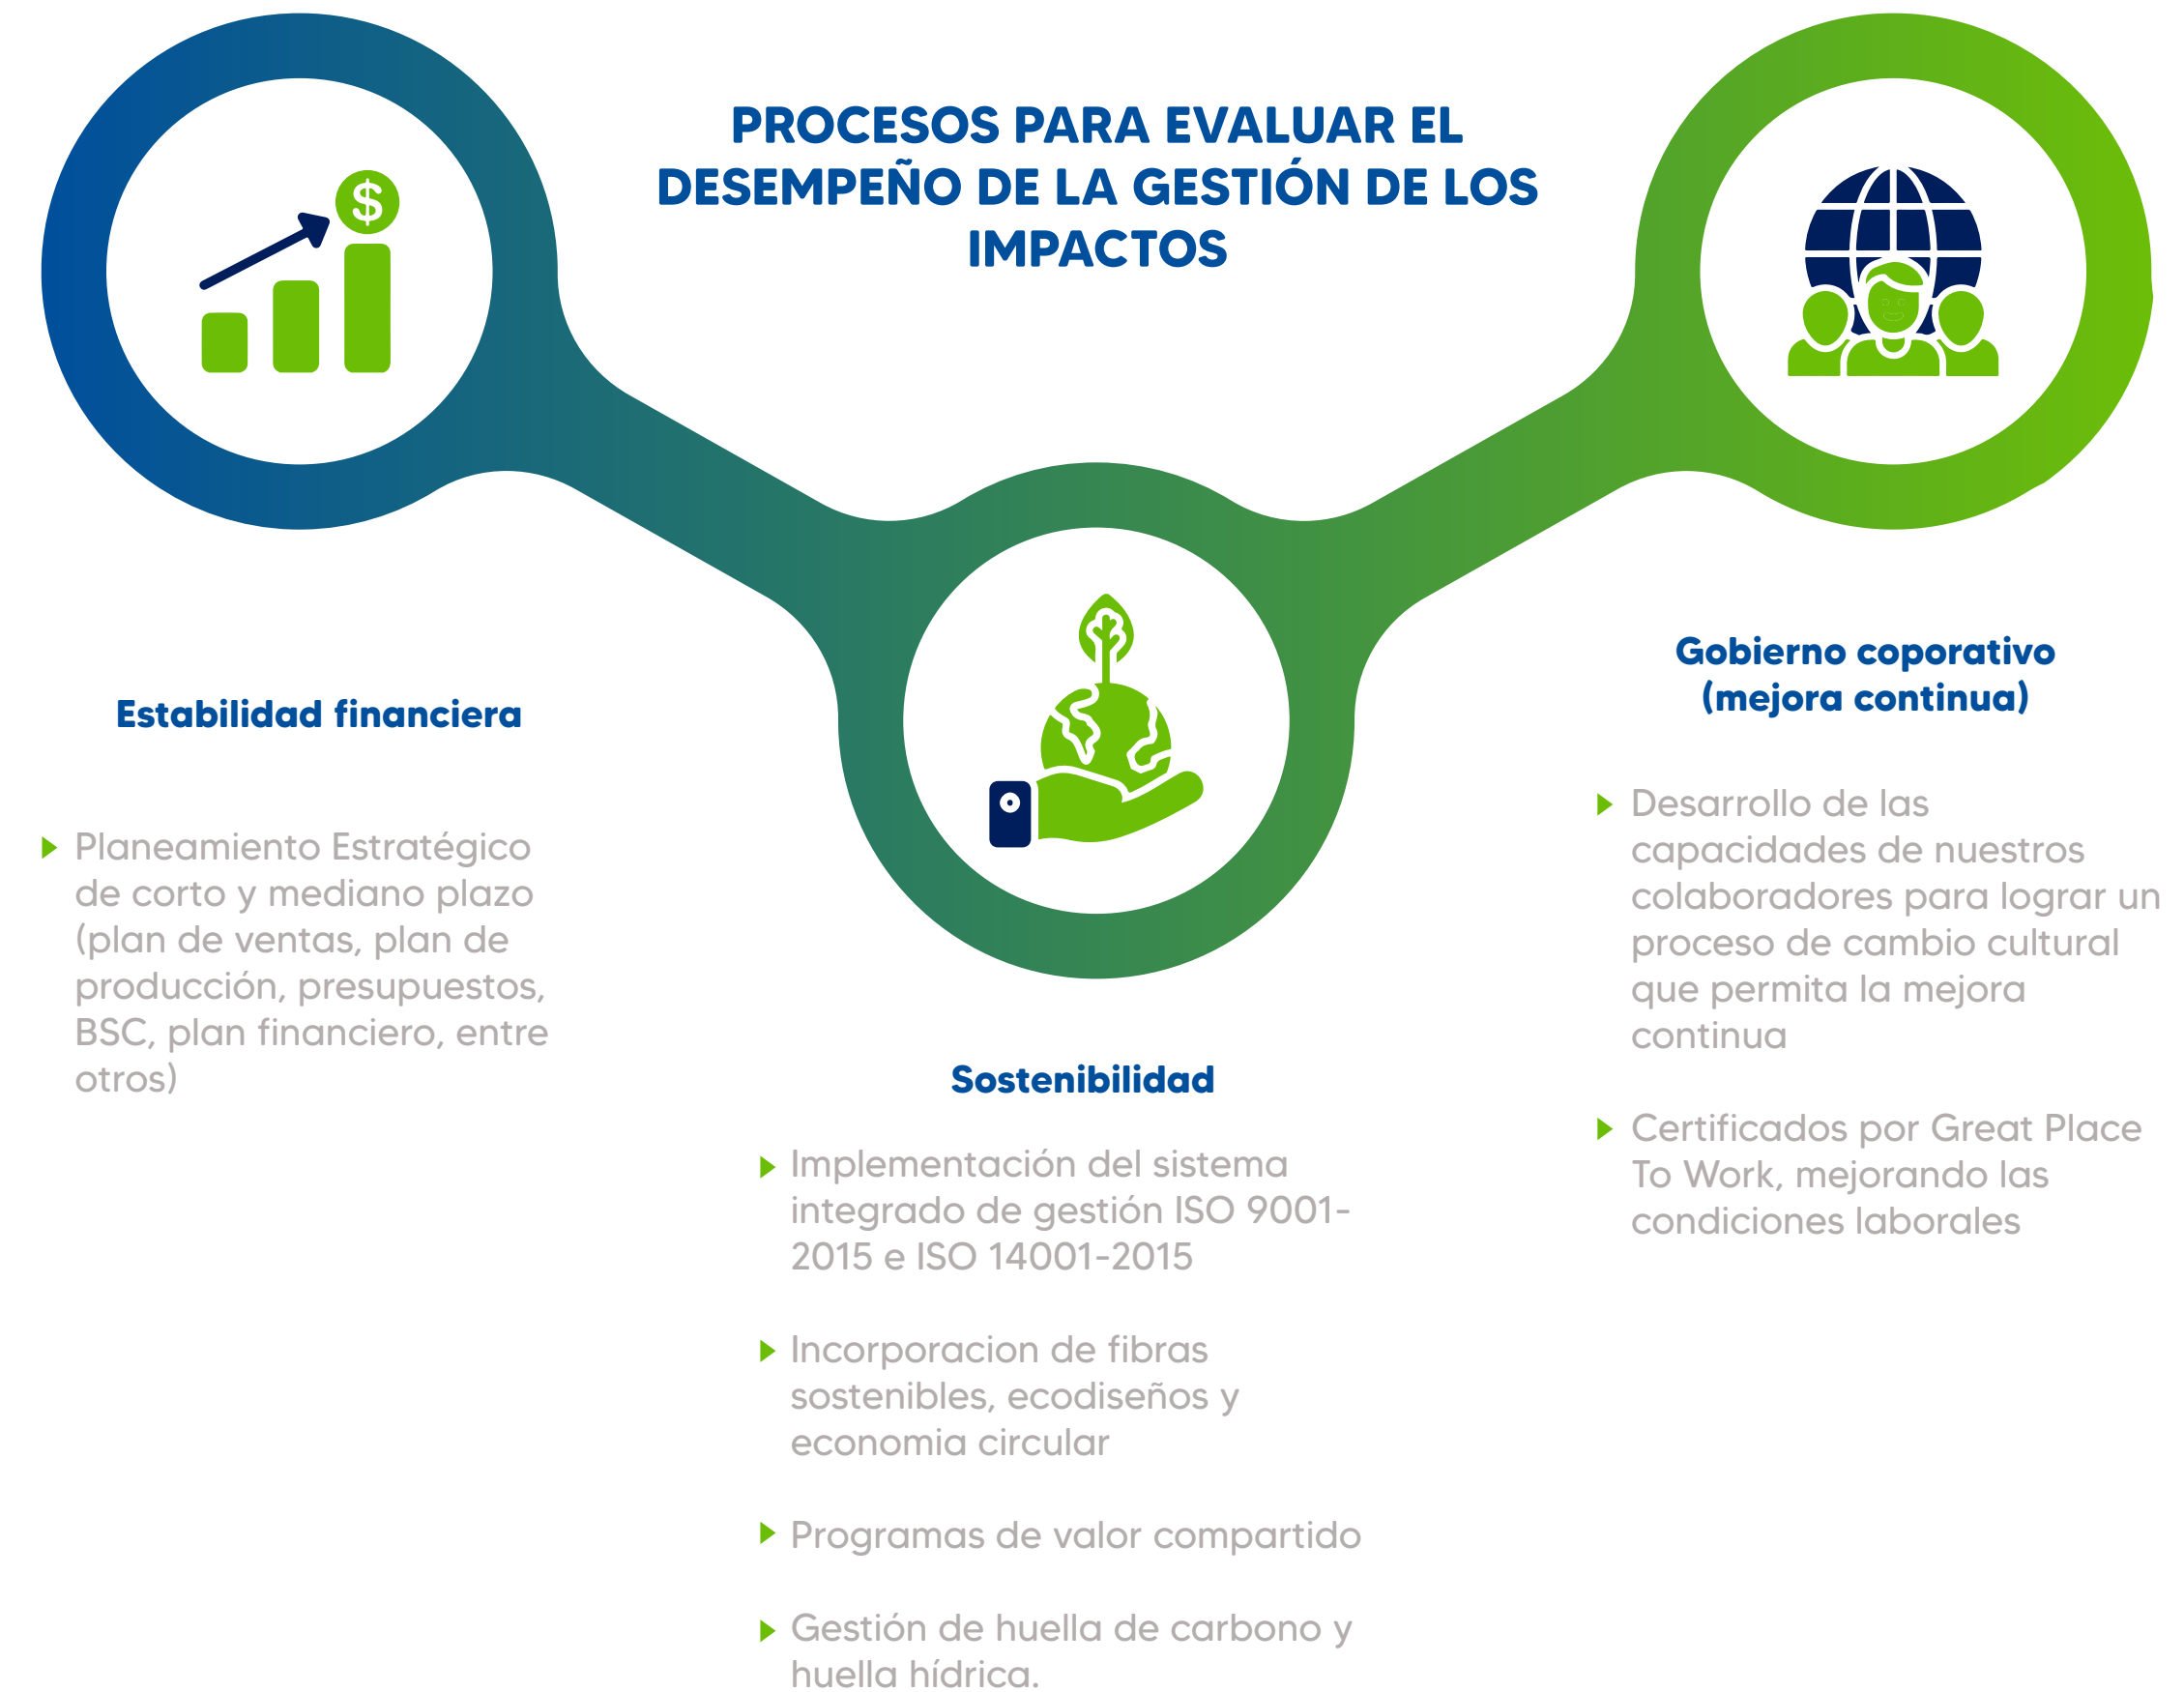 PROCESOS PARA EVALUAR EL
DESEMPEÑO DE LA GESTIÓN DE LOS
IMPACTOS
$
Estabilidad financiera
Planeamiento Estratégico
de corto y mediano plazo
(plan de ventas, plan de
producción, presupuestos,
BSC, plan financiero, entre
otros)
Sostenibilidad
Implementación del sistema
integrado de gestión ISO 9001-
2015 e ISO 14001-2015
Incorporacion de fibras
sostenibles, ecodiseños y
economia circular
Programas de valor compartido
Gestión de huella de carbono y
huella hídrica.
Gobierno coporativo
(mejora continua)
Desarrollo de las
capacidades de nuestros
colaboradores para lograr un
proceso de cambio cultural
que permita la mejora
continua
Certificados por Great Place
To Work, mejorando las
condiciones laborales